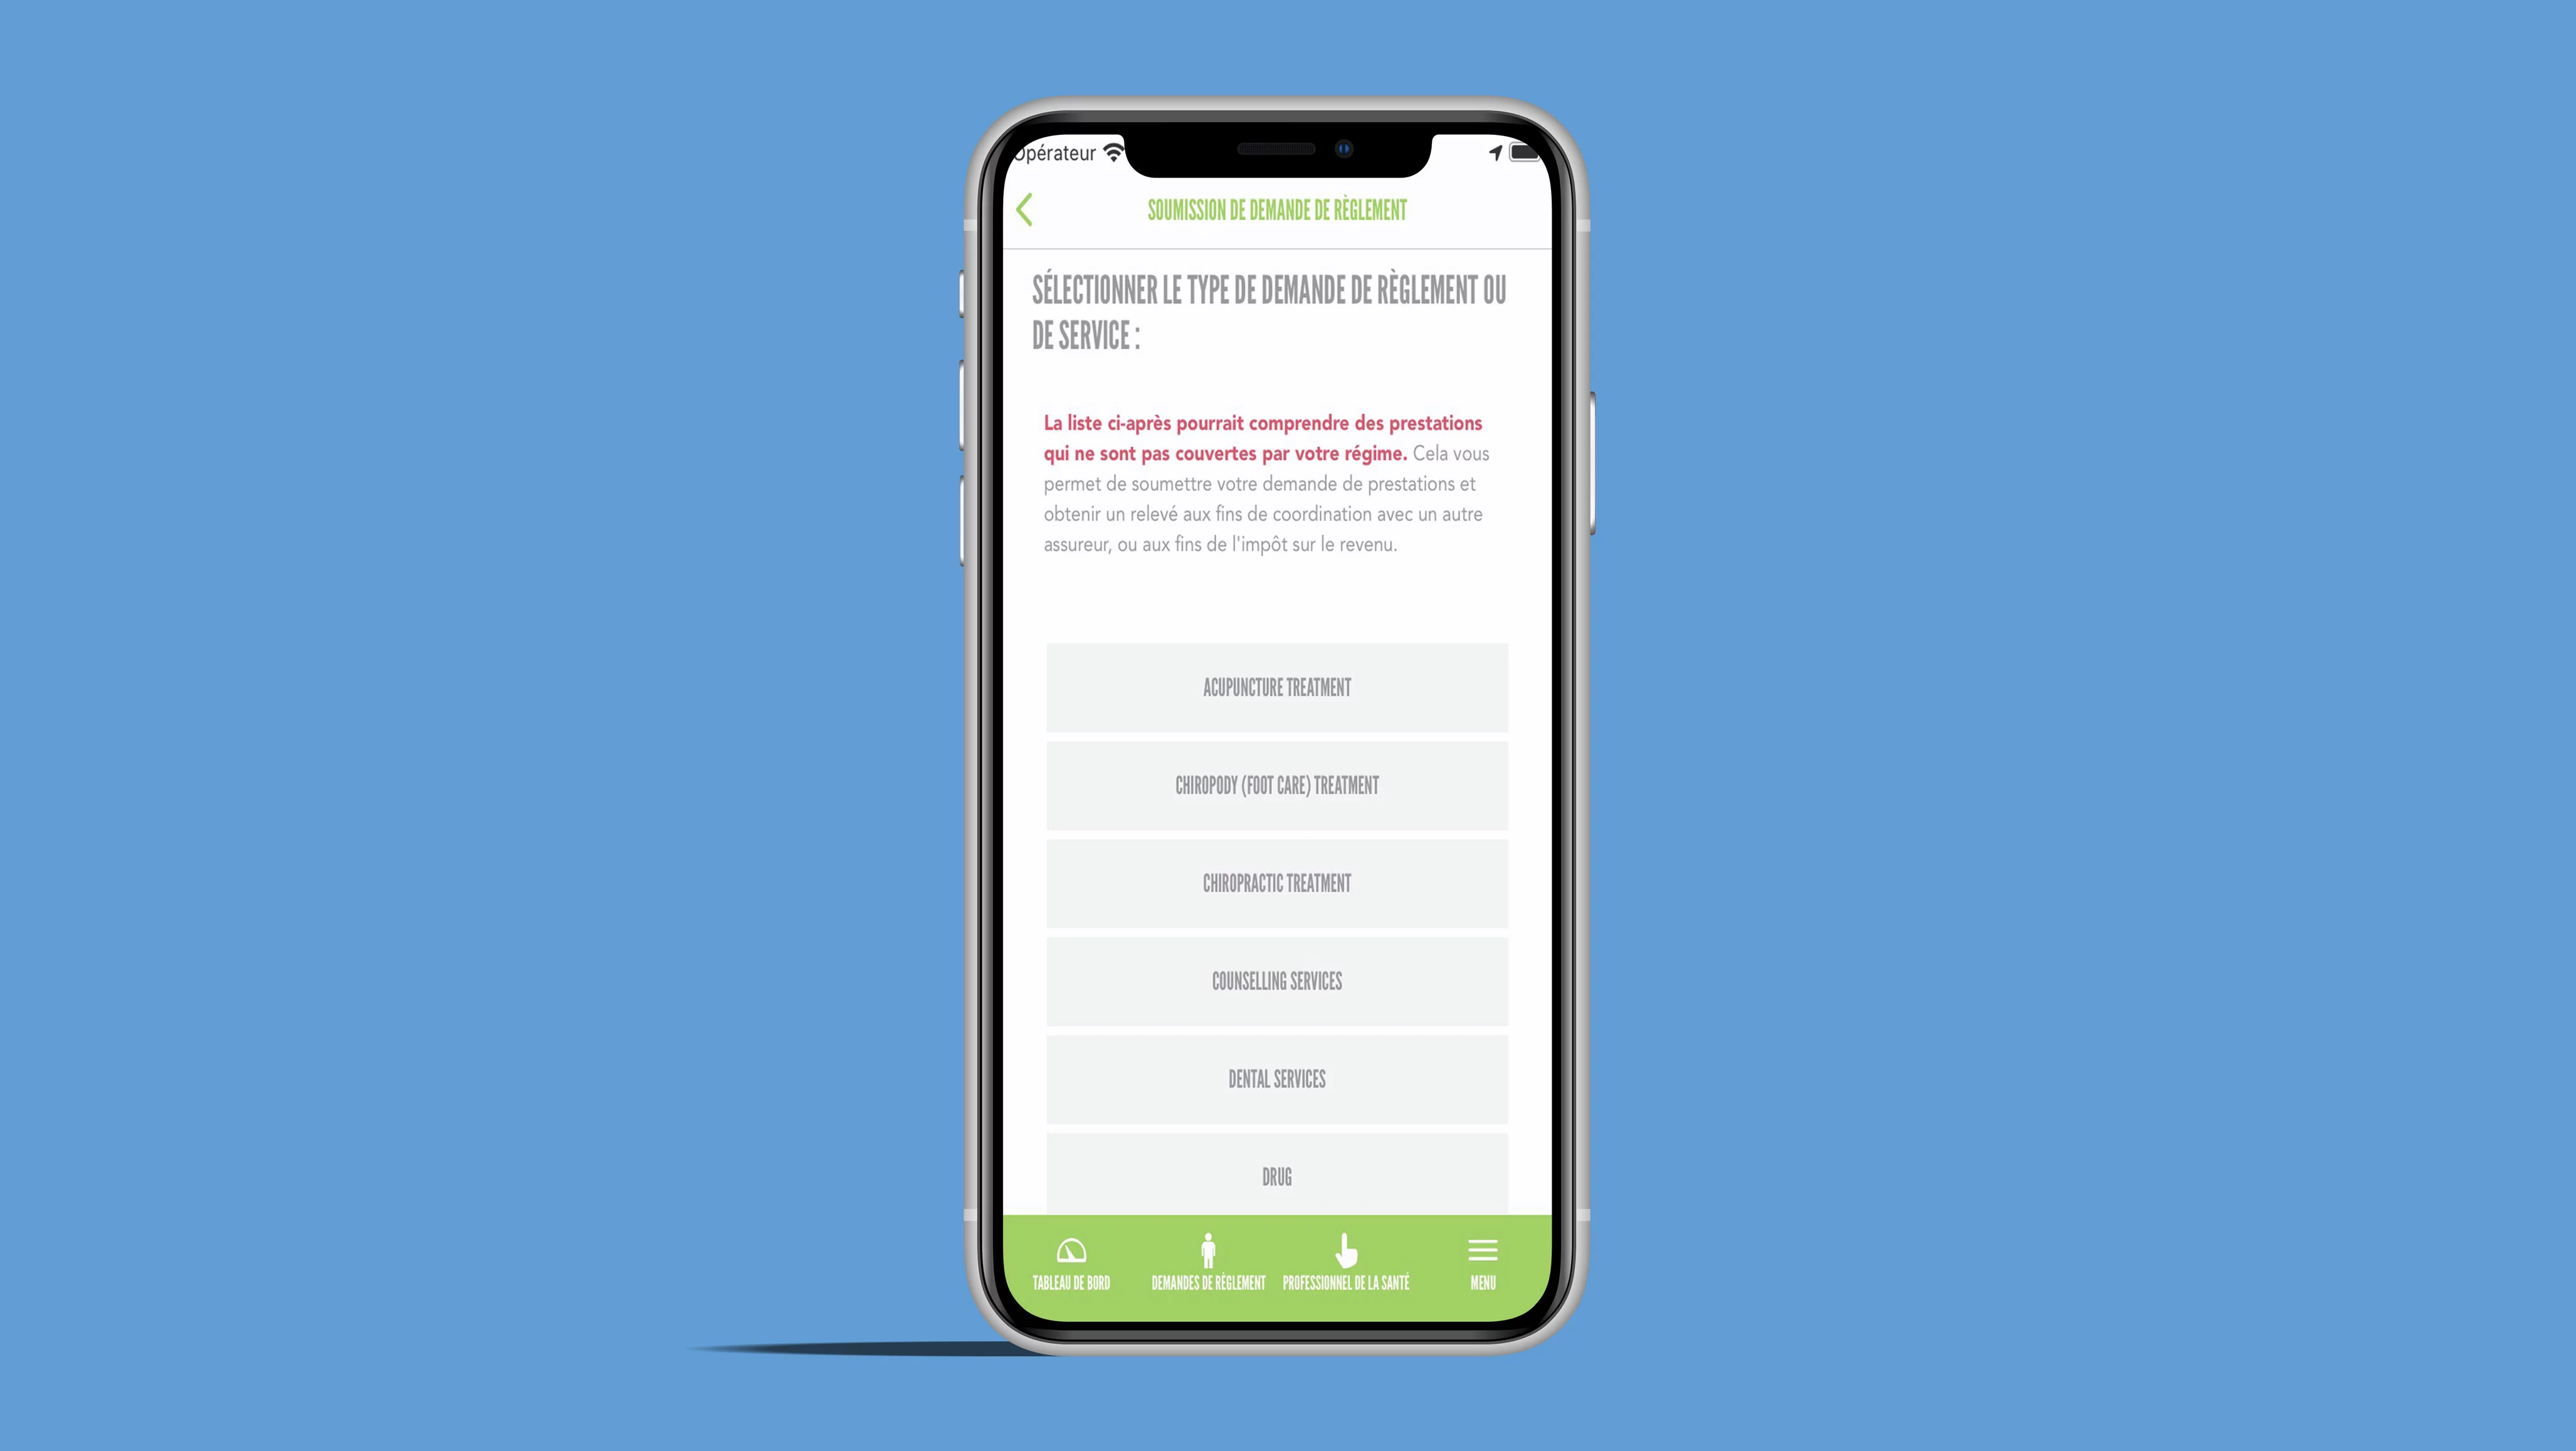 Opérateur
SOUMISSION DE DEMANDE DE RÈGLEMENT
SÉLECTIONNER LE TYPE DE DEMANDE DE RÈGLEMENT OU
DE SERVICE :
La liste ci-après pourrait comprendre des prestations
qui ne sont pas couvertes par votre régime. Cela vous
permet de soumettre votre demande de prestations et
obtenir un relevé aux fins de coordination avec un autre
assureur, ou aux fins de l'impôt sur le revenu.
ACUPUNCTURE TREATMENT
CHIROPODY (FOOT CARE) TREATMENT
CHIROPRACTIC TREATMENT
COUNSELLING SERVICES
DENTAL SERVICES
DRUG
TABLEAU DE BORD
DEMANDES DE RÈGLEMENT
PROFESSIONNEL DE LA SANTÉ
MENU